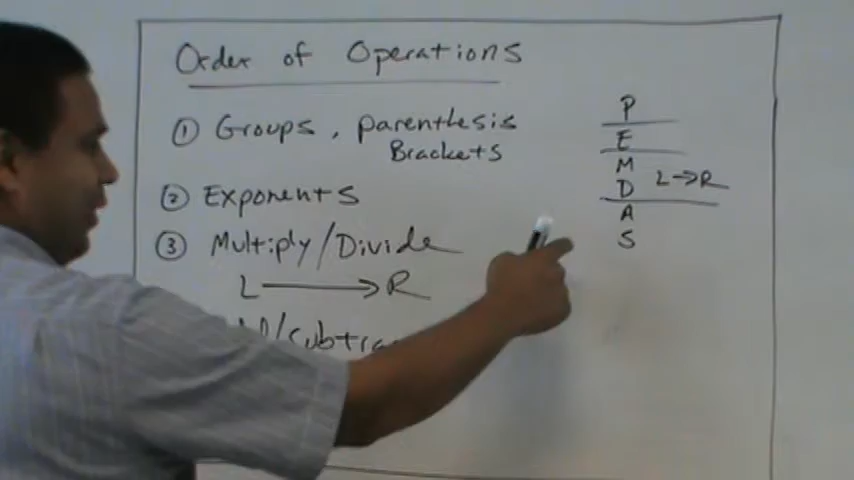 Order of Operations
① Groups, parenthesis
Brackets
② Exponents
③ Multiply/Divide
L → R
P
E
M
D L→R
A
S